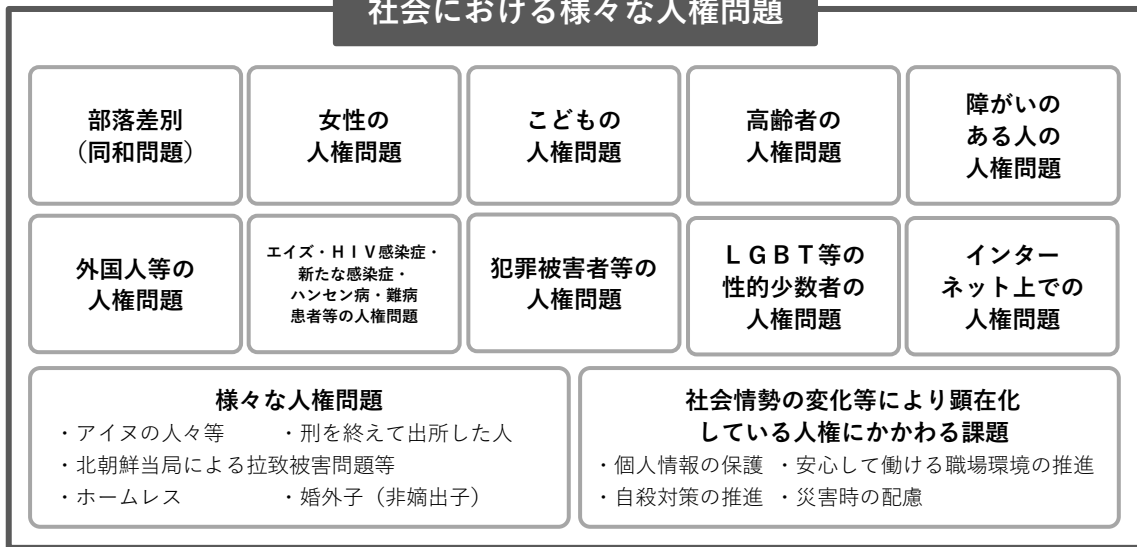 社会における様々な人権問題
部落差別
（同和問題）
女性の
人権問題
こどもの
人権問題
高齢者の
人権問題
障がいの
ある人の
人権問題
外国人等の
人権問題
エイズ・ＨＩＶ感染症・
新たな感染症・
ハンセン病・難病
患者等の人権問題
犯罪被害者等の
人権問題
ＬＧＢＴ等の
性的少数者の
人権問題
インター
ネット上での
人権問題
様々な人権問題
・アイヌの人々等　・刑を終えて出所した人
・北朝鮮当局による拉致被害問題等
・ホームレス　・婚外子（非嫡出子）
社会情勢の変化等により顕在化
している人権にかかわる課題
・個人情報の保護　・安心して働ける職場環境の推進
・自殺対策の推進　・災害時の配慮